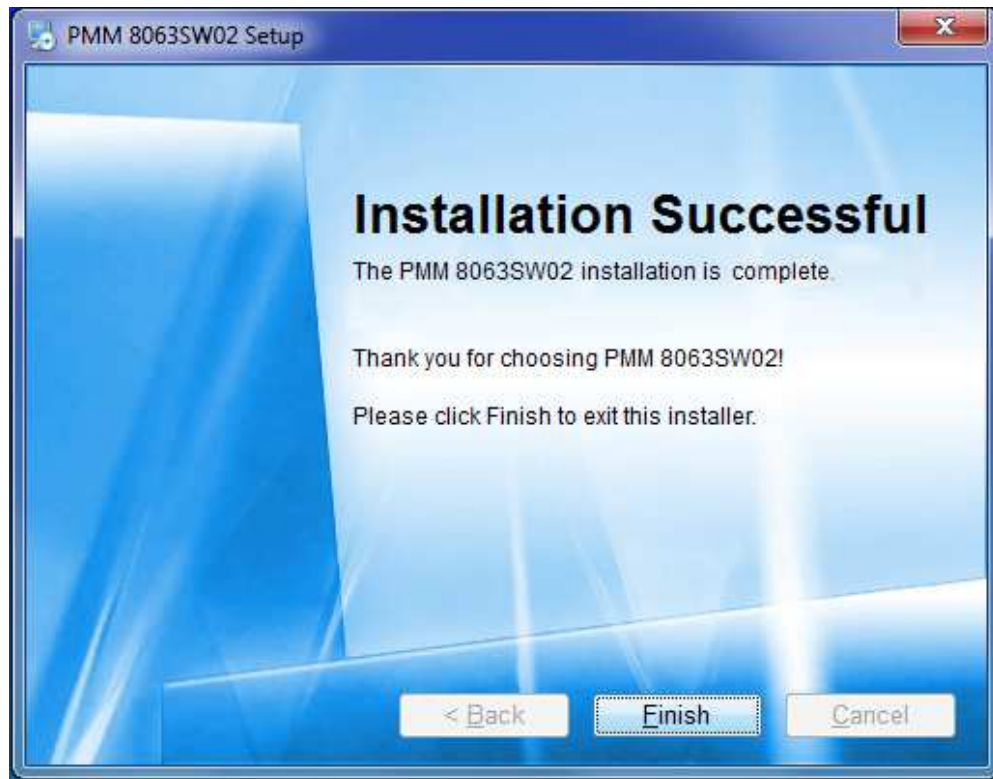 PMM 8063SW02 Setup
Installation Successful
The PMM 8063SW02 installation is complete.
Thank you for choosing PMM 8063SW02!
Please click Finish to exit this installer.
< Back Finish Cancel